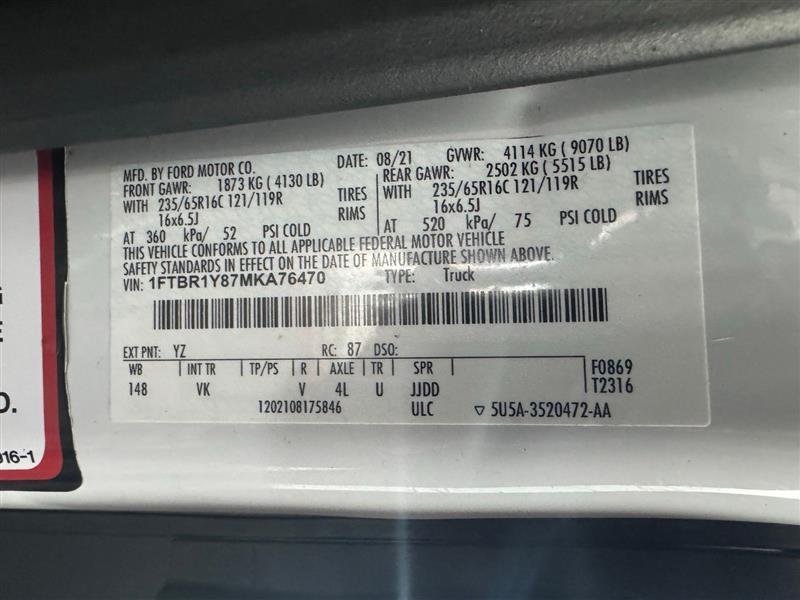 MFD. BY FORD MOTOR CO. DATE: 08/21 GVWR: 4114 KG ( 9070 LB)
FRONT GAWR: 1873 KG ( 4130 LB) REAR GAWR: 2502 KG ( 5515 LB)
WITH 235/65R16C 121/119R TIRES WITH 235/65R16C 121/119R TIRES
16x6.5J RIMS 16x6.5J RIMS
AT 360 kPa/ 52 PSI COLD AT 520 kPa/ 75 PSI COLD
THIS VEHICLE CONFORMS TO ALL APPLICABLE FEDERAL MOTOR VEHICLE
SAFETY STANDARDS IN EFFECT ON THE DATE OF MANUFACTURE SHOWN ABOVE.
VIN: 1FTBR1Y87MKA76470 TYPE: Truck
EXT PNT: YZ RC: 87 DSO:
WB INT TR TP/PS R AXLE TR SPR F0869
148 VK V 4L U JJDD T2316
1202108175846 ULC ▽ 5U5A-3520472-AA
G
E
D.
916-1